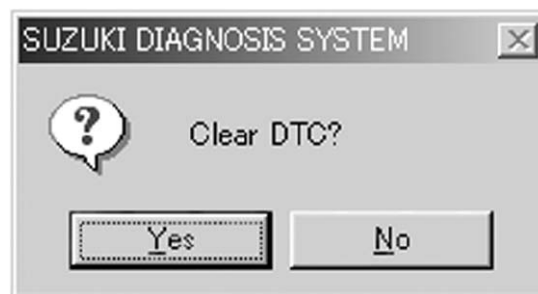 SUZUKI DIAGNOSIS SYSTEM
?
Clear DTC?
Yes
No